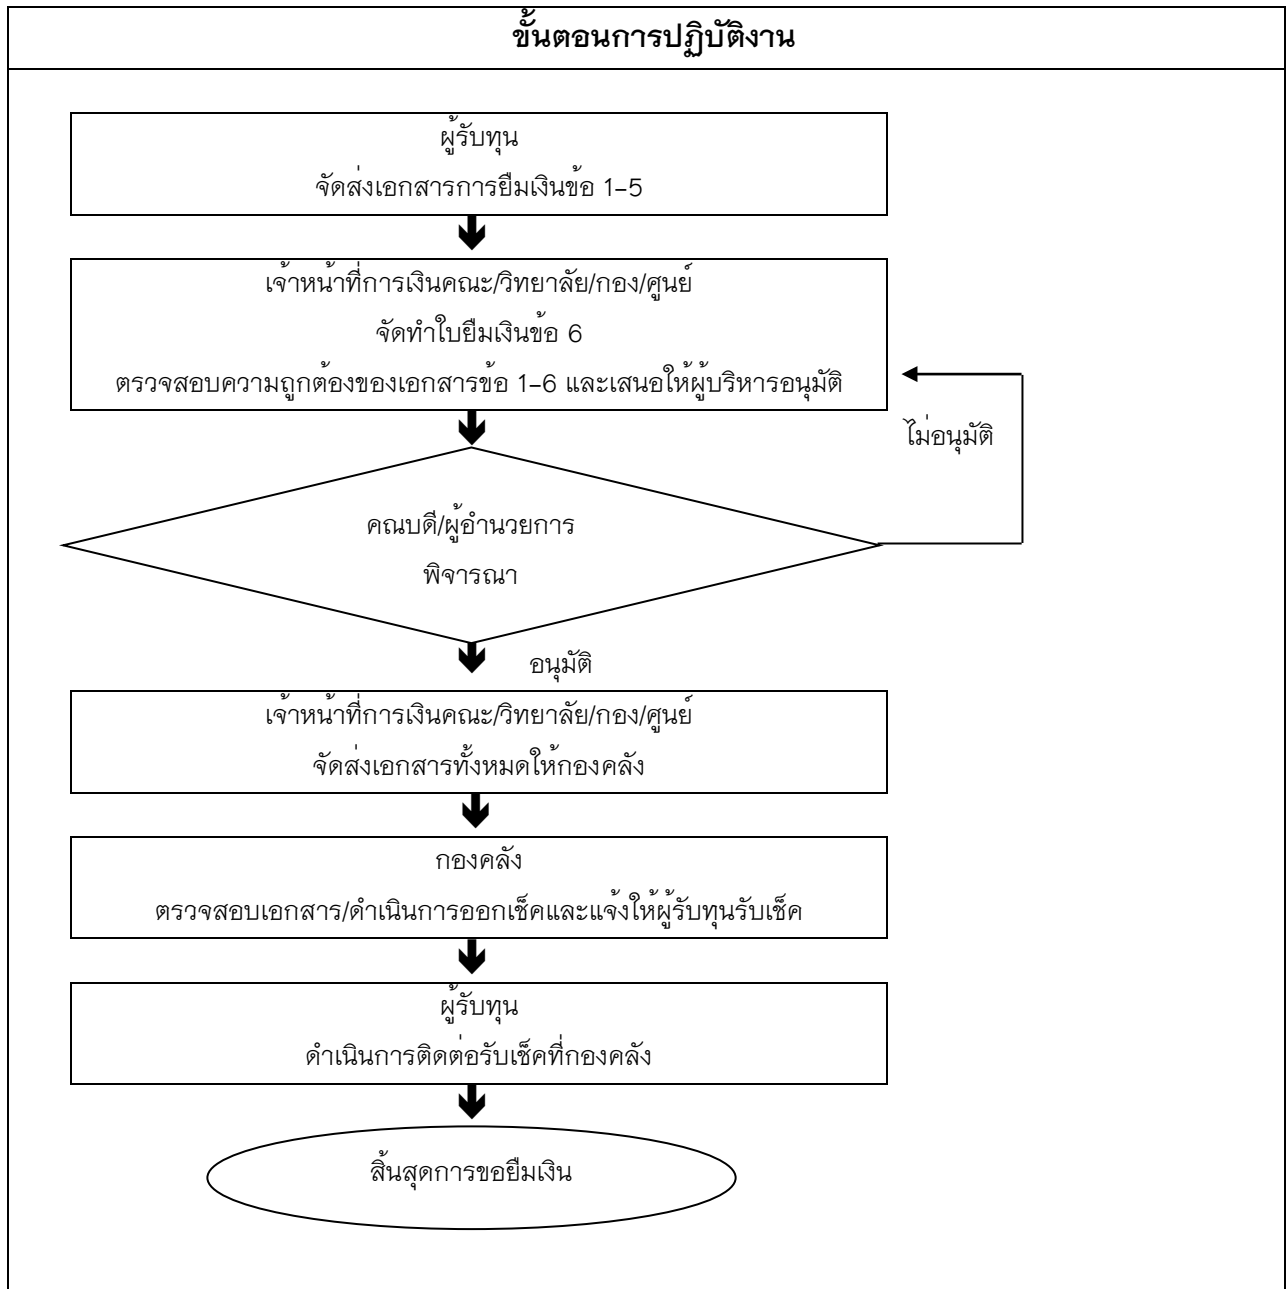 ขั้นตอนการปฏิบัติงาน
ผู้รับทุน
จัดส่งเอกสารการยืมเงินข้อ 1-5
เจ้าหน้าที่การเงินคณะ/วิทยาลัย/กอง/ศูนย์
จัดทำใบยืมเงินข้อ 6
ตรวจสอบความถูกต้องของเอกสารข้อ 1-6 และเสนอให้ผู้บริหารอนุมัติ
ไม่อนุมัติ
คณบดี/ผู้อำนวยการ
พิจารณา
อนุมัติ
เจ้าหน้าที่การเงินคณะ/วิทยาลัย/กอง/ศูนย์
จัดส่งเอกสารทั้งหมดให้กองคลัง
กองคลัง
ตรวจสอบเอกสาร/ดำเนินการออกเช็คและแจ้งให้ผู้รับทุนรับเช็ค
ผู้รับทุน
ดำเนินการติดต่อรับเช็คที่กองคลัง
สิ้นสุดการขอยืมเงิน